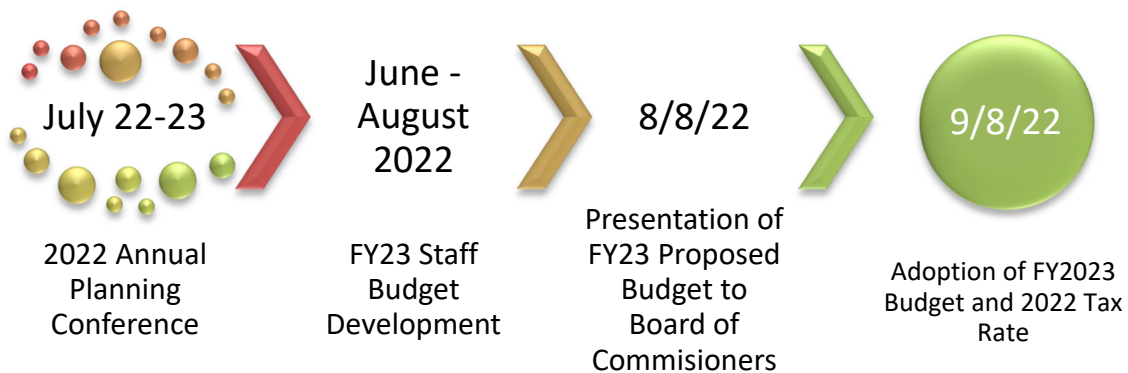 July 22-23
2022 Annual
Planning
Conference
June -
August
2022
FY23 Staff
Budget
Development
8/8/22
Presentation of
FY23 Proposed
Budget to
Board of
Commisioners
9/8/22
Adoption of FY2023
Budget and 2022 Tax
Rate